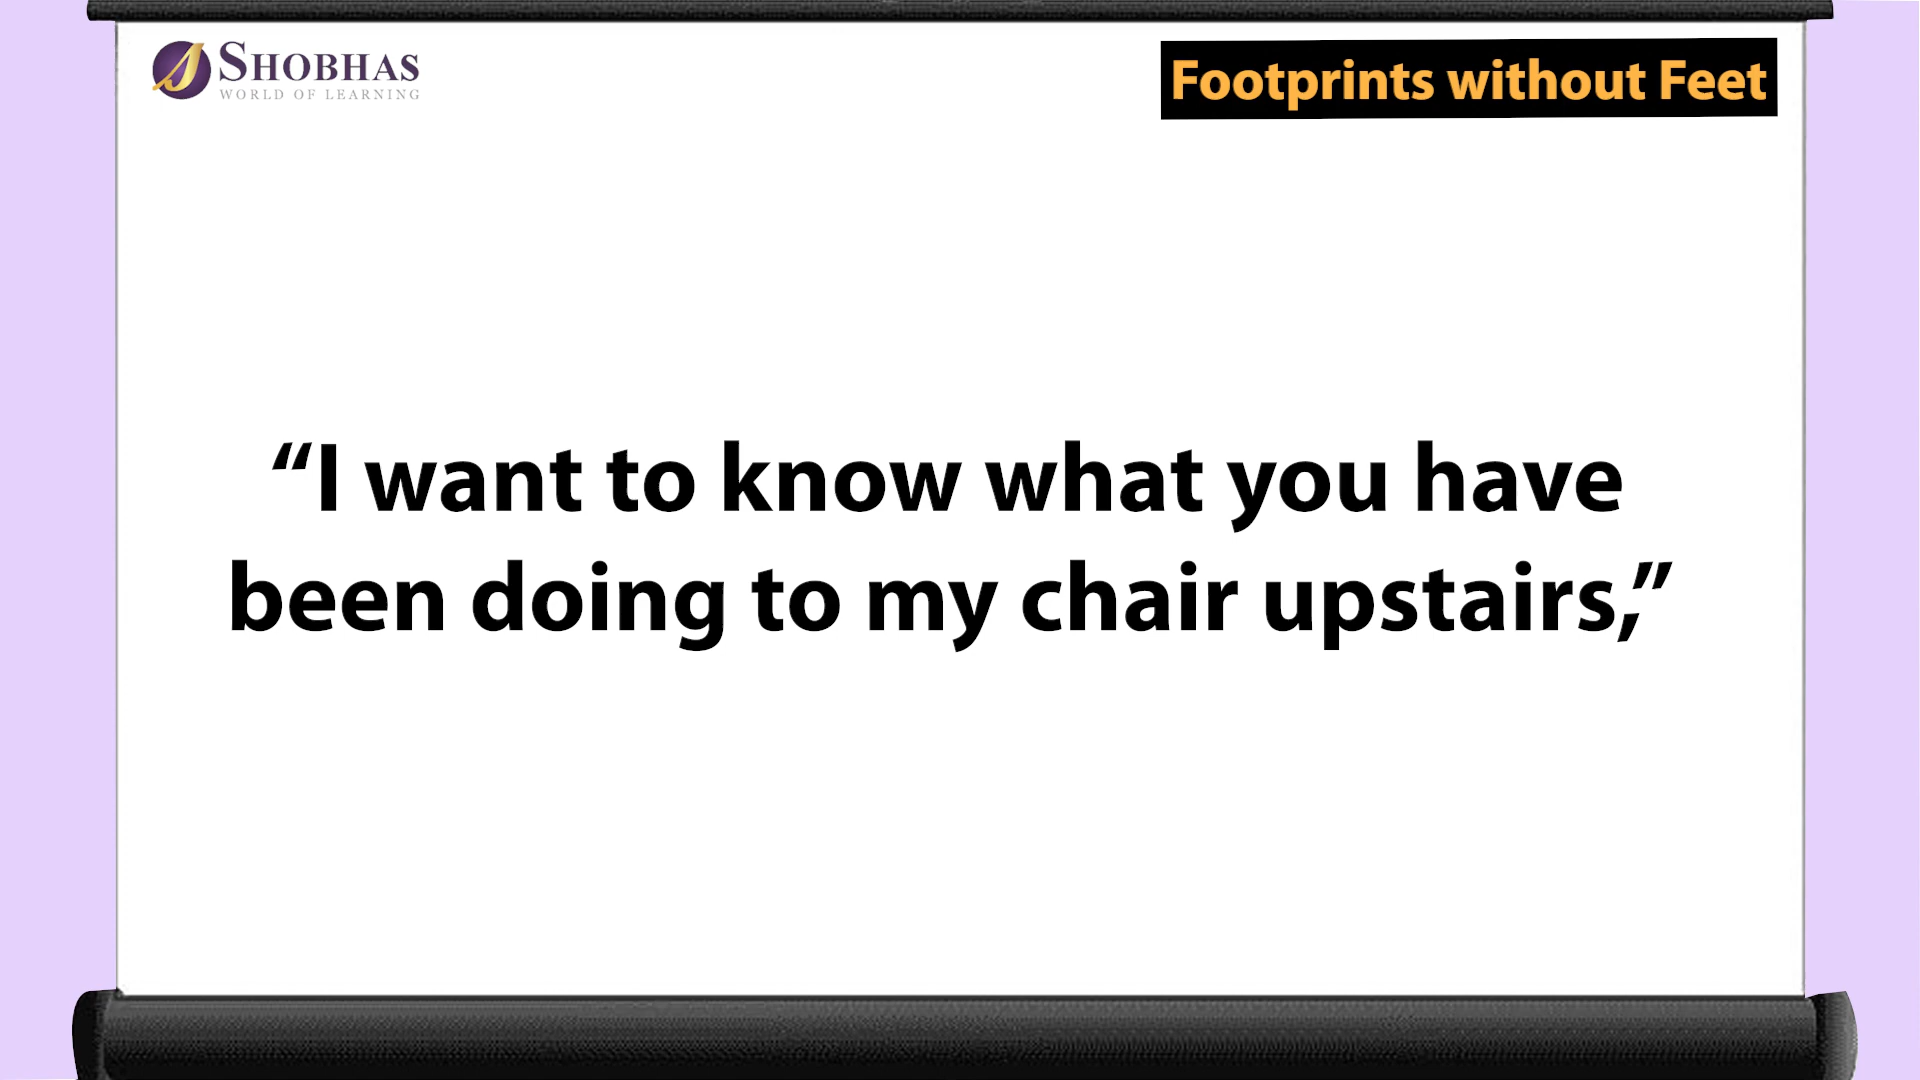 SHOBHAS
WORLD OF LEARNING
Footprints without Feet
“I want to know what you have
been doing to my chair upstairs,”